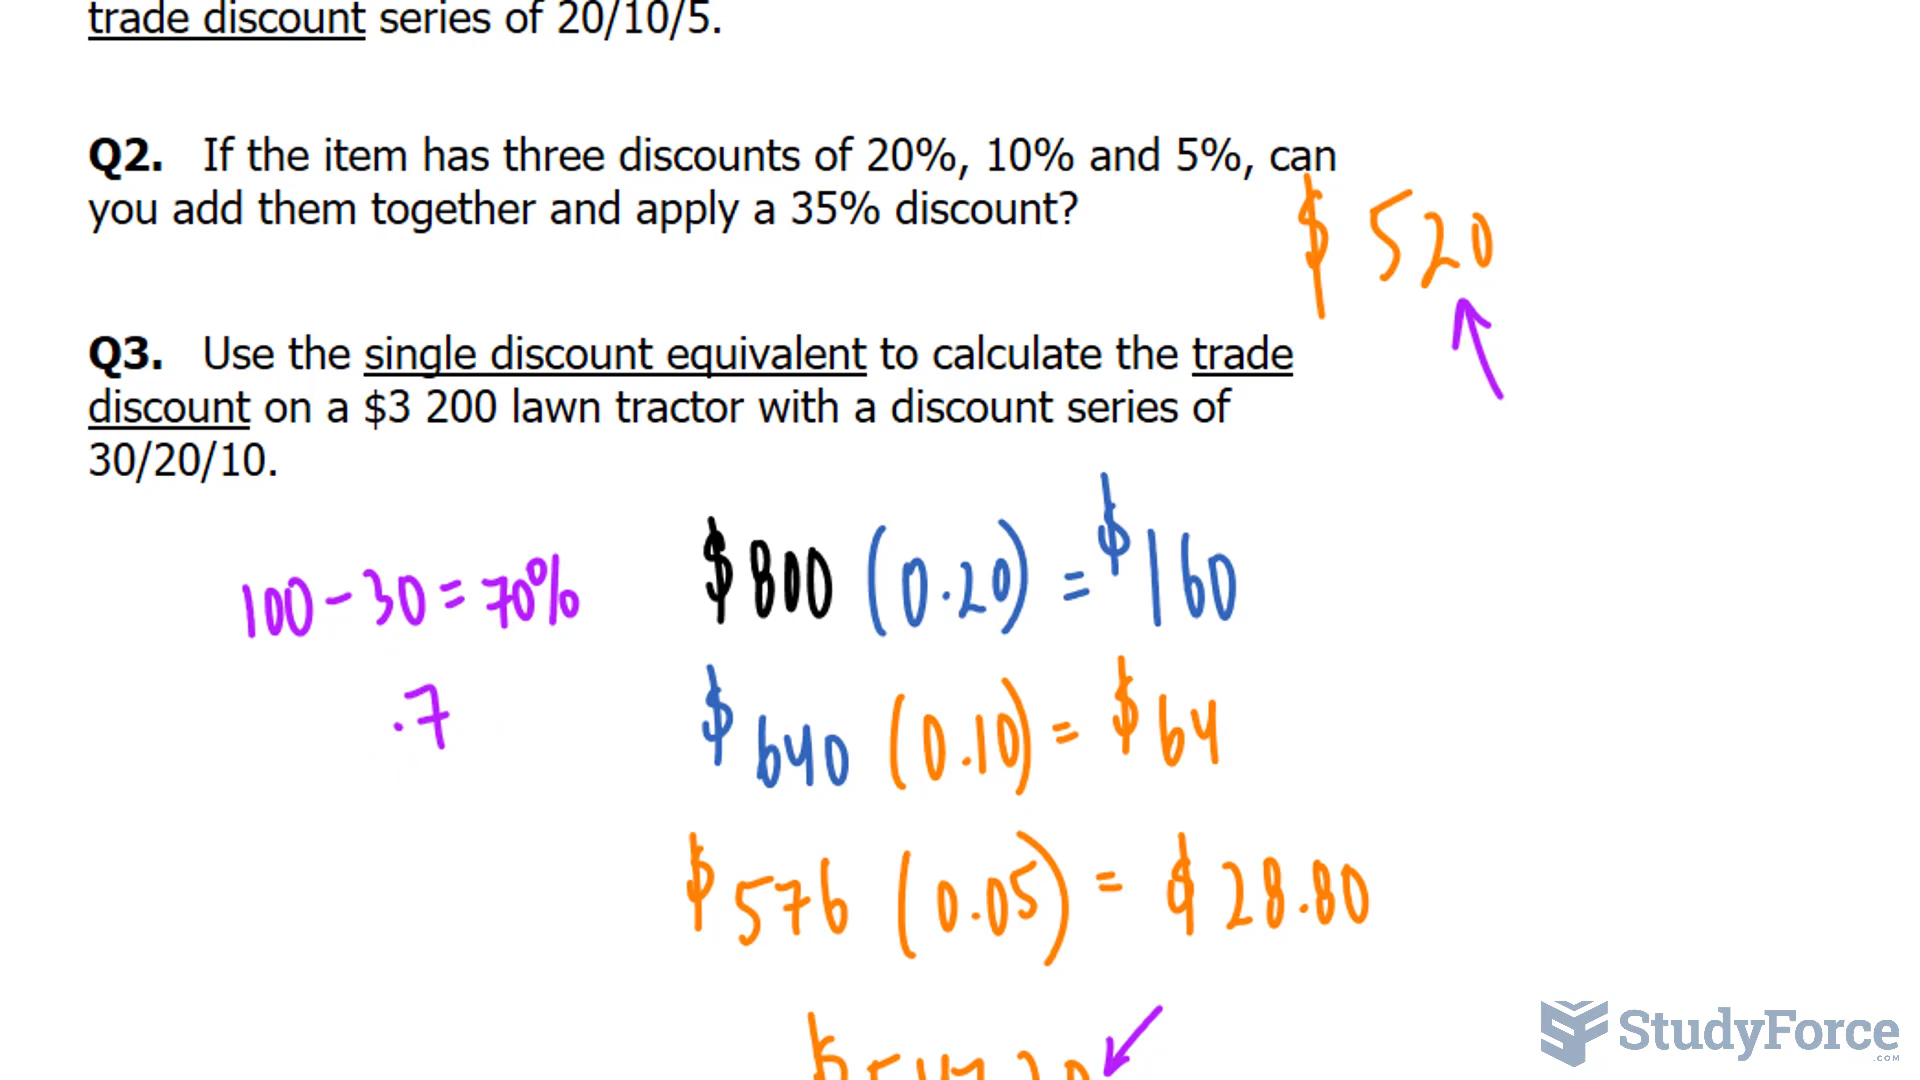 trade discount series of 20/10/5.
Q2. If the item has three discounts of 20%, 10% and 5%, can
you add them together and apply a 35% discount?
$ 520
Q3. Use the single discount equivalent to calculate the trade
discount on a $3 200 lawn tractor with a discount series of
30/20/10.
100 - 30 = 70%
.7
$800 (0.20) = $160
$640 (0.10) = $64
$576 (0.05) = $28.80
StudyForce
.COM